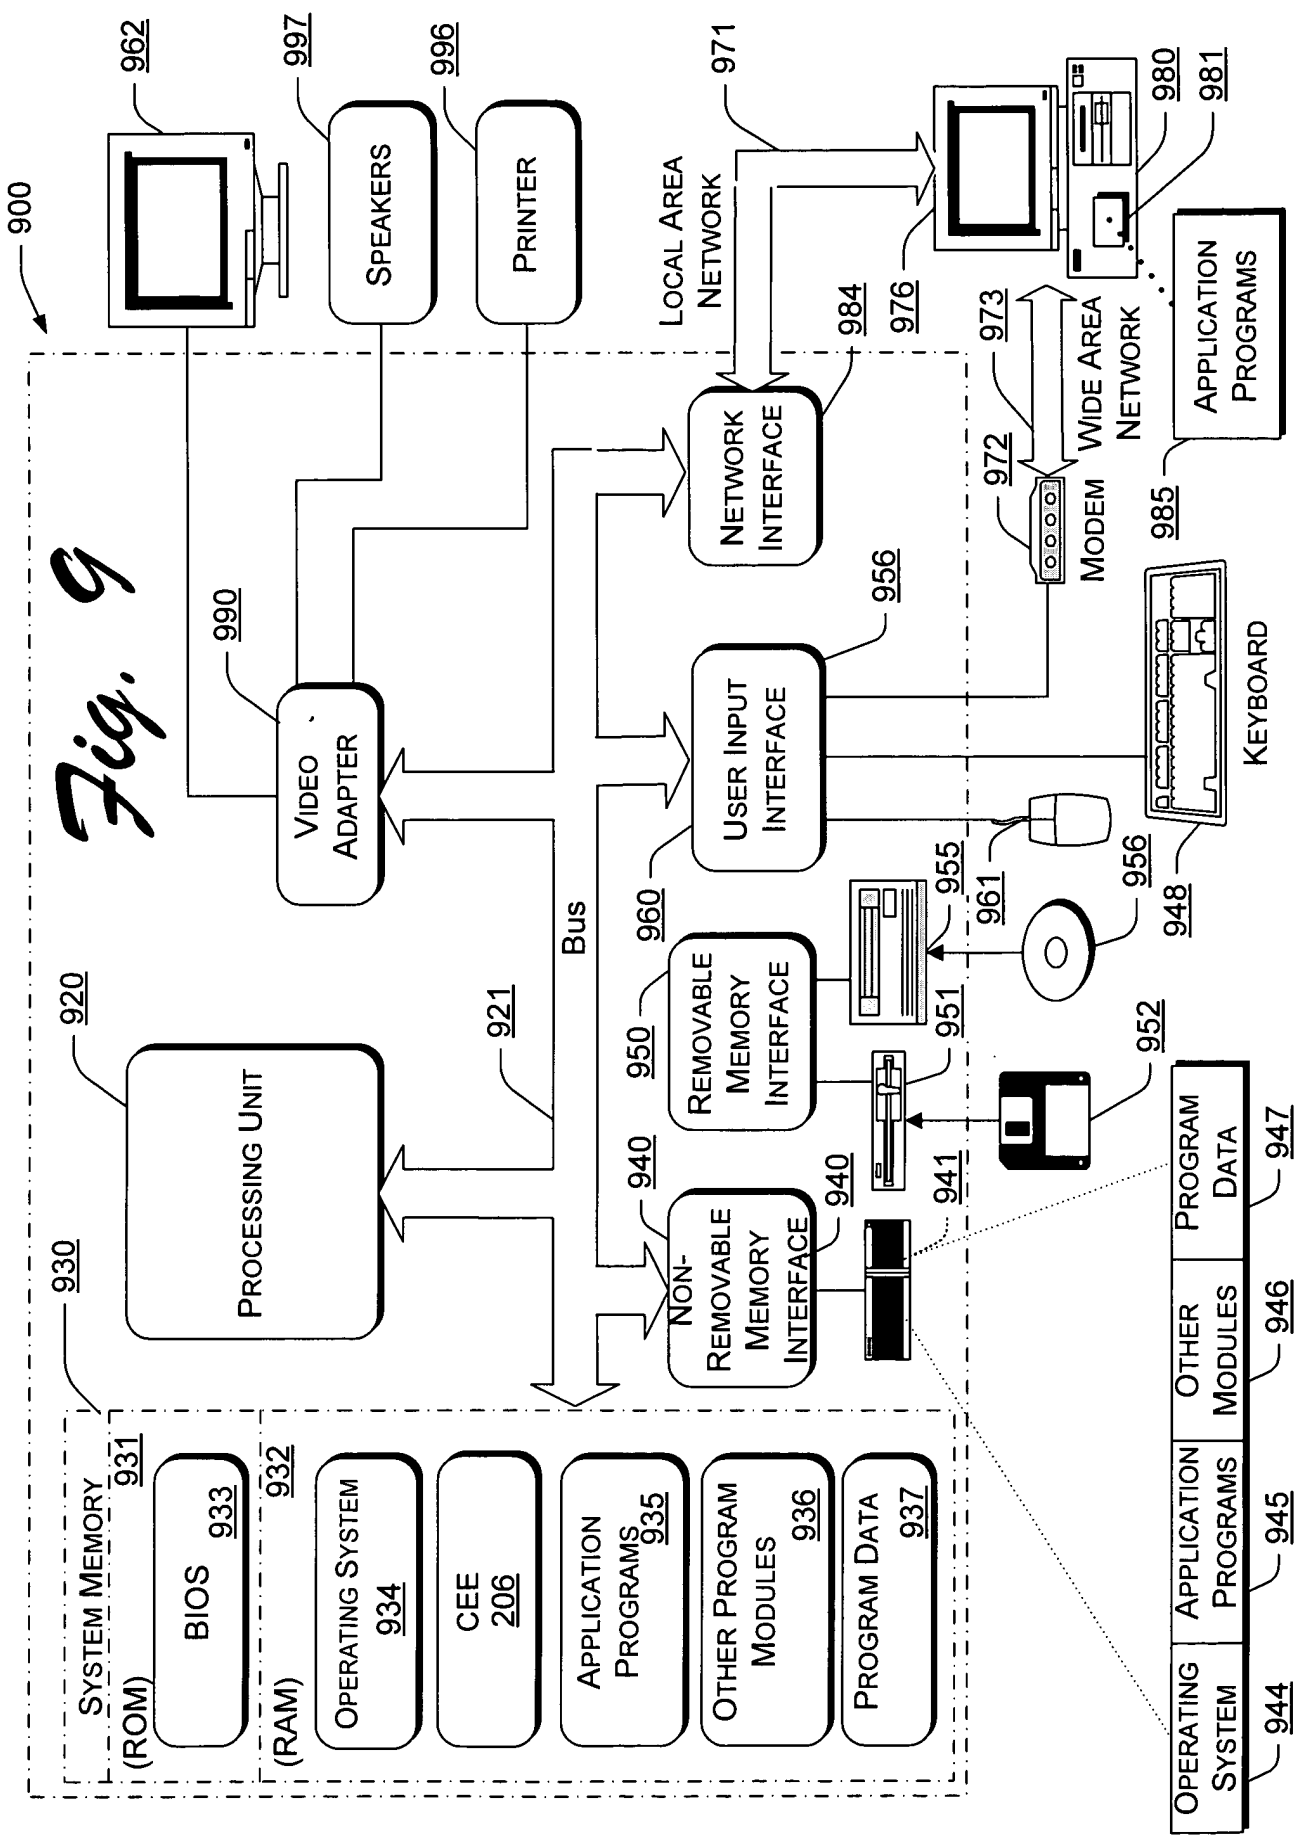 Fig. 9
900
SYSTEM MEMORY
930
(ROM)
931
BIOS
933
(RAM)
932
OPERATING SYSTEM
934
CEE
206
APPLICATION
PROGRAMS
935
OTHER PROGRAM
MODULES
936
PROGRAM DATA
937
920
PROCESSING UNIT
921
BUS
990
VIDEO
ADAPTER
962
997
SPEAKERS
996
PRINTER
940
NON-
REMOVABLE
MEMORY
INTERFACE
940
941
950
REMOVABLE
MEMORY
INTERFACE
951
952
955
956
960
USER INPUT
INTERFACE
956
961
948
KEYBOARD
NETWORK
INTERFACE
984
LOCAL AREA
NETWORK
971
976
972
MODEM
973
WIDE AREA
NETWORK
980
981
985
APPLICATION
PROGRAMS
OPERATING
SYSTEM
944
APPLICATION
PROGRAMS
945
OTHER
MODULES
946
PROGRAM
DATA
947